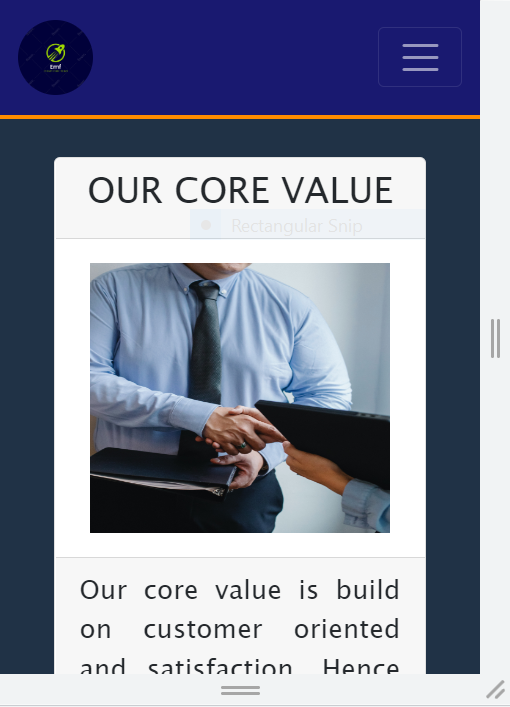 Emf
OUR CORE VALUE
Rectangular Snip
Our core value is build
on customer oriented
and satisfaction. Hence